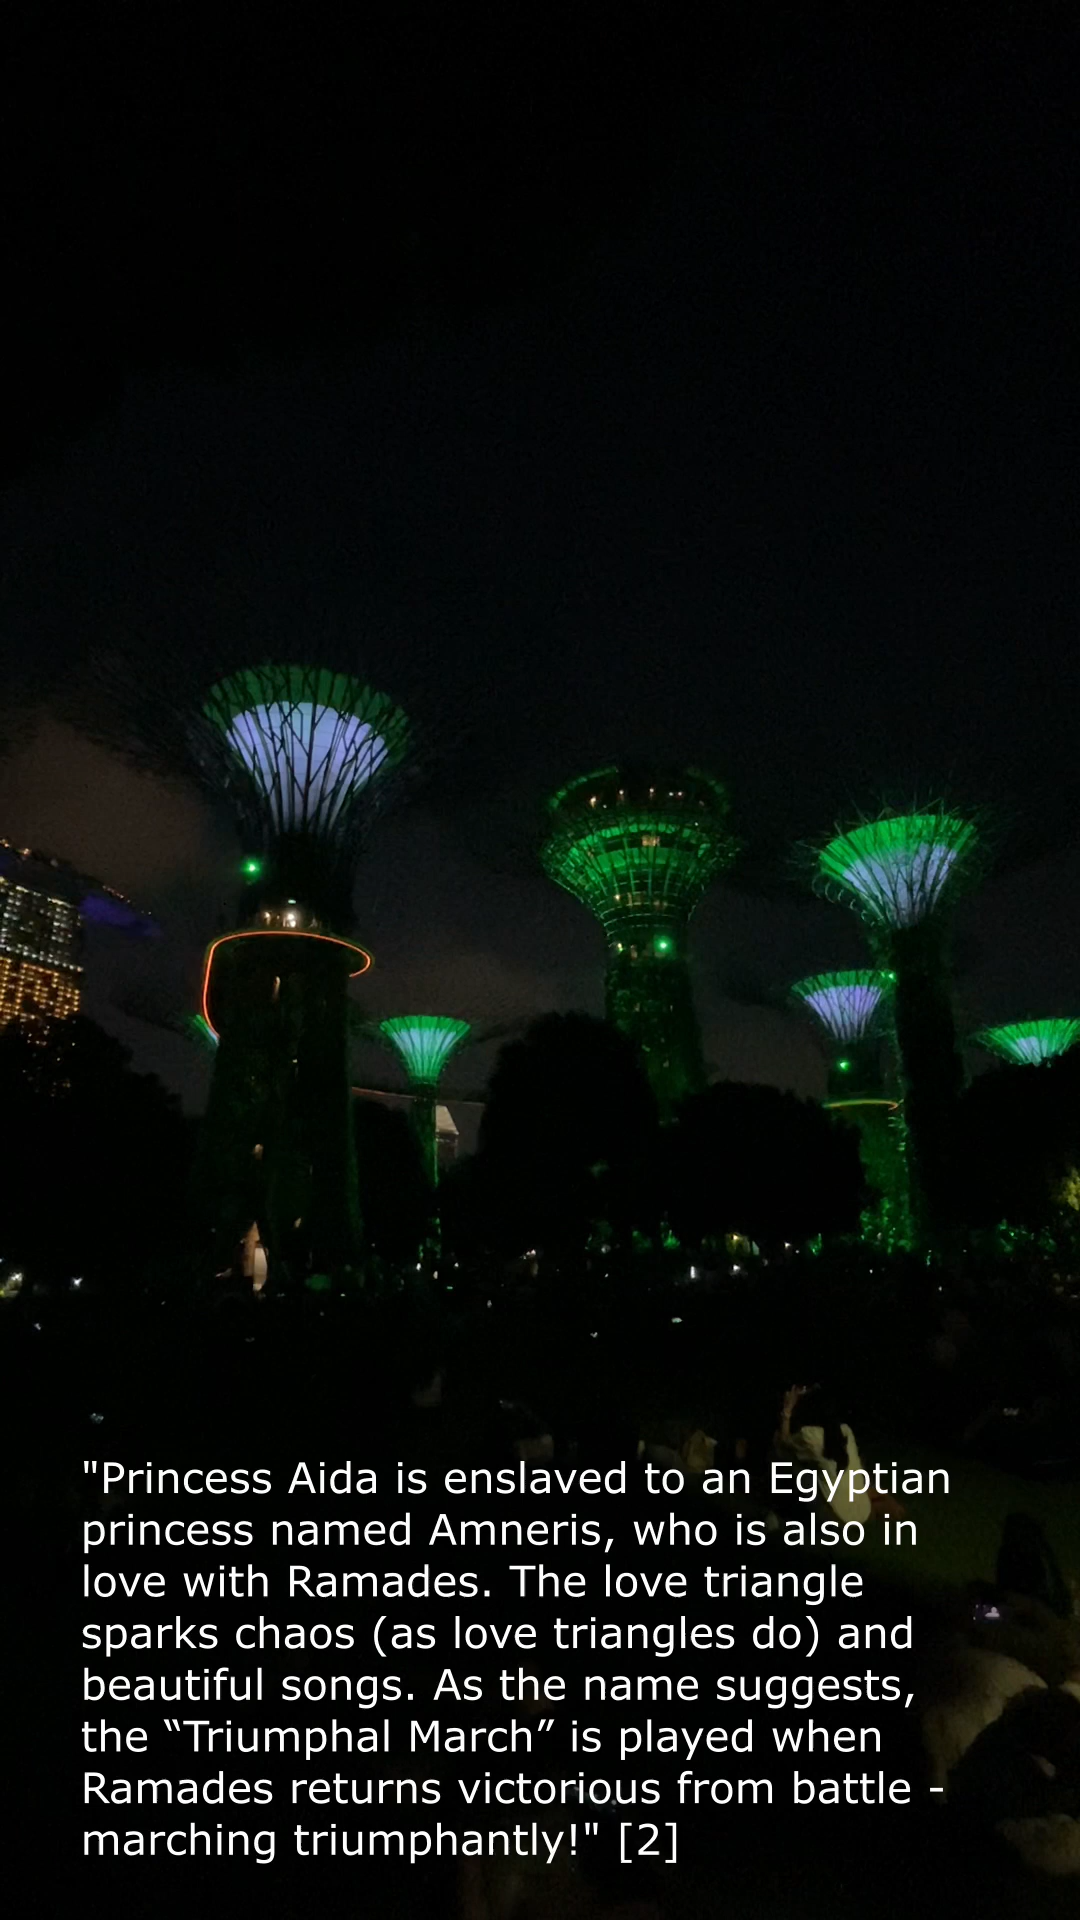 "Princess Aida is enslaved to an Egyptian
princess named Amneris, who is also in
love with Ramades. The love triangle
sparks chaos (as love triangles do) and
beautiful songs. As the name suggests,
the “Triumphal March” is played when
Ramades returns victorious from battle -
marching triumphantly!" [2]